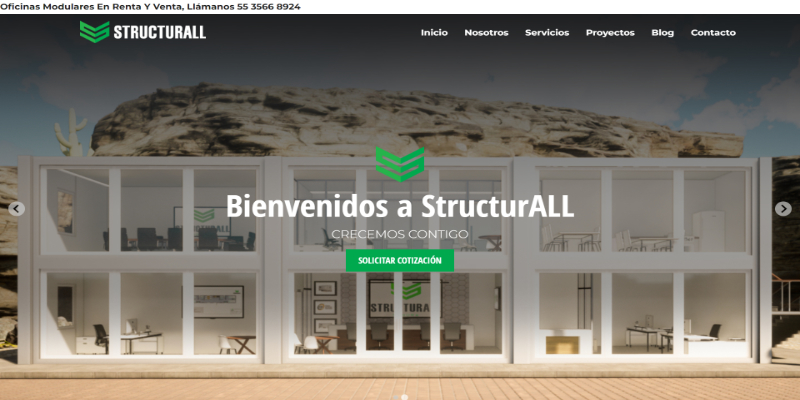 Oficinas Modulares En Renta Y Venta, Llámanos 55 3566 8924
STRUCTURALL
Inicio Nosotros Servicios Proyectos Blog Contacto
Bienvenidos a StructurALL
CRECEMOS CONTIGO
SOLICITAR COTIZACIÓN
STRUCTURALL
STRUCTURALL